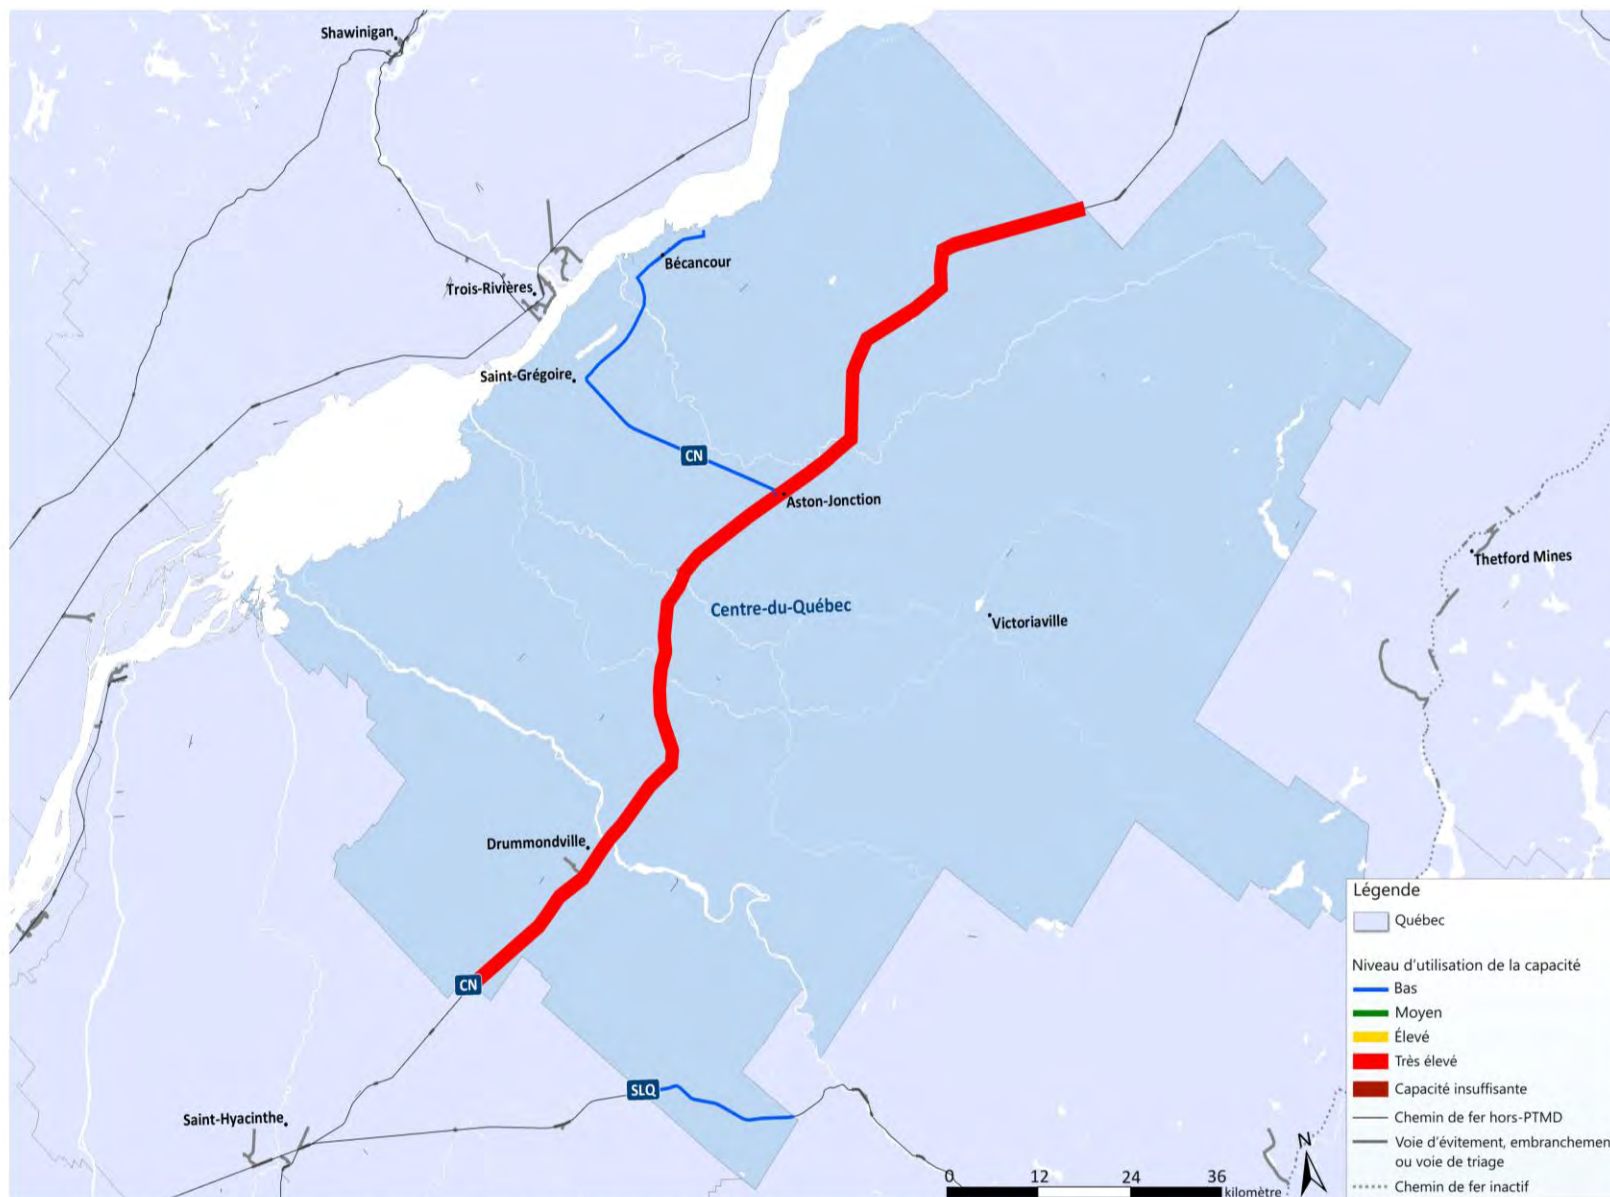 Shawinigan
Bécancour
Trois-Rivières
Saint-Grégoire
CN
Aston-Jonction
Thetford Mines
Centre-du-Québec
Victoriaville
Drummondville
CN
SLQ
Saint-Hyacinthe
Légende
Québec
Niveau d'utilisation de la capacité
Bas
Moyen
Élevé
Très élevé
Capacité insuffisante
Chemin de fer hors-PTMD
Voie d'évitement, embranchemen
ou voie de triage
Chemin de fer inactif
N
0 12 24 36
kilomètre